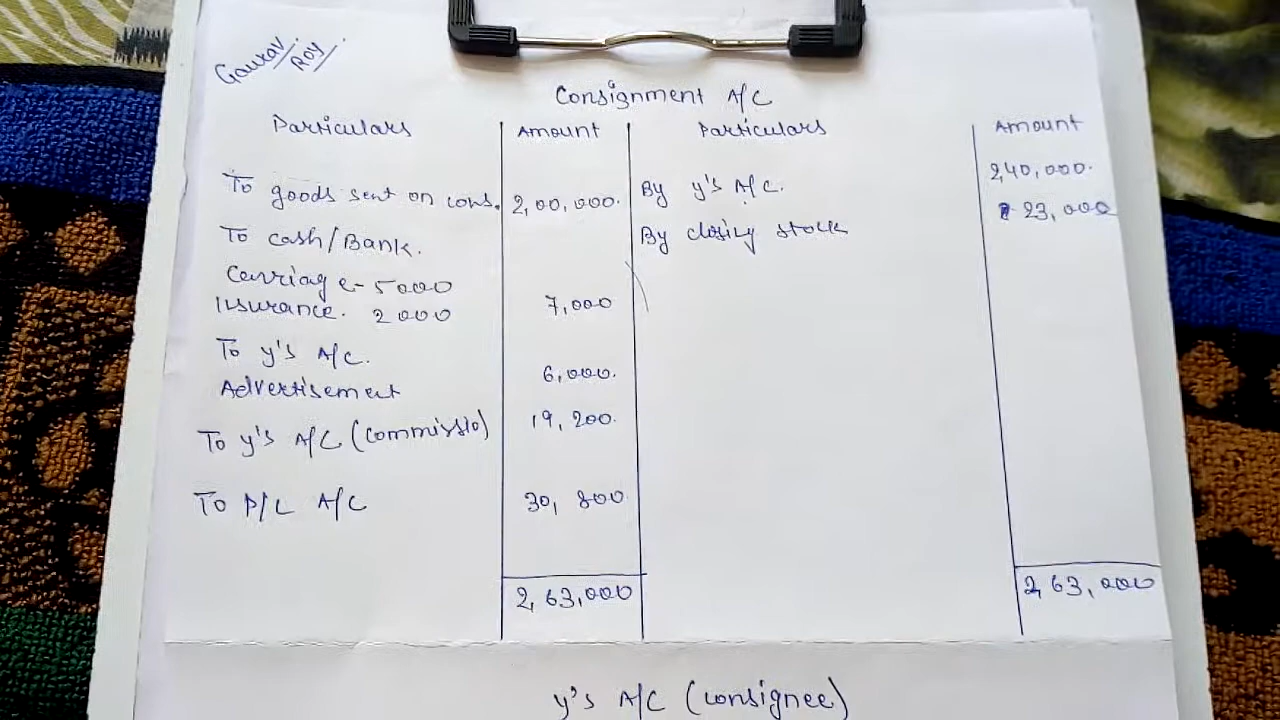 Gaurav Roy.
Consignment A/C
Particulars Amount Particulars Amount
To goods sent on cons. 2,00,000. By y's A/C. 2,40,000.
To cash/Bank. By closing stock 23,000
Carriage - 5000
Insurance. 2000 7,000
To y's A/C.
Advertisement 6,000.
To y's A/C (Commissio) 19,200.
To P/L A/C 30,800.
2,63,000 2,63,000
y's A/C (consignee)